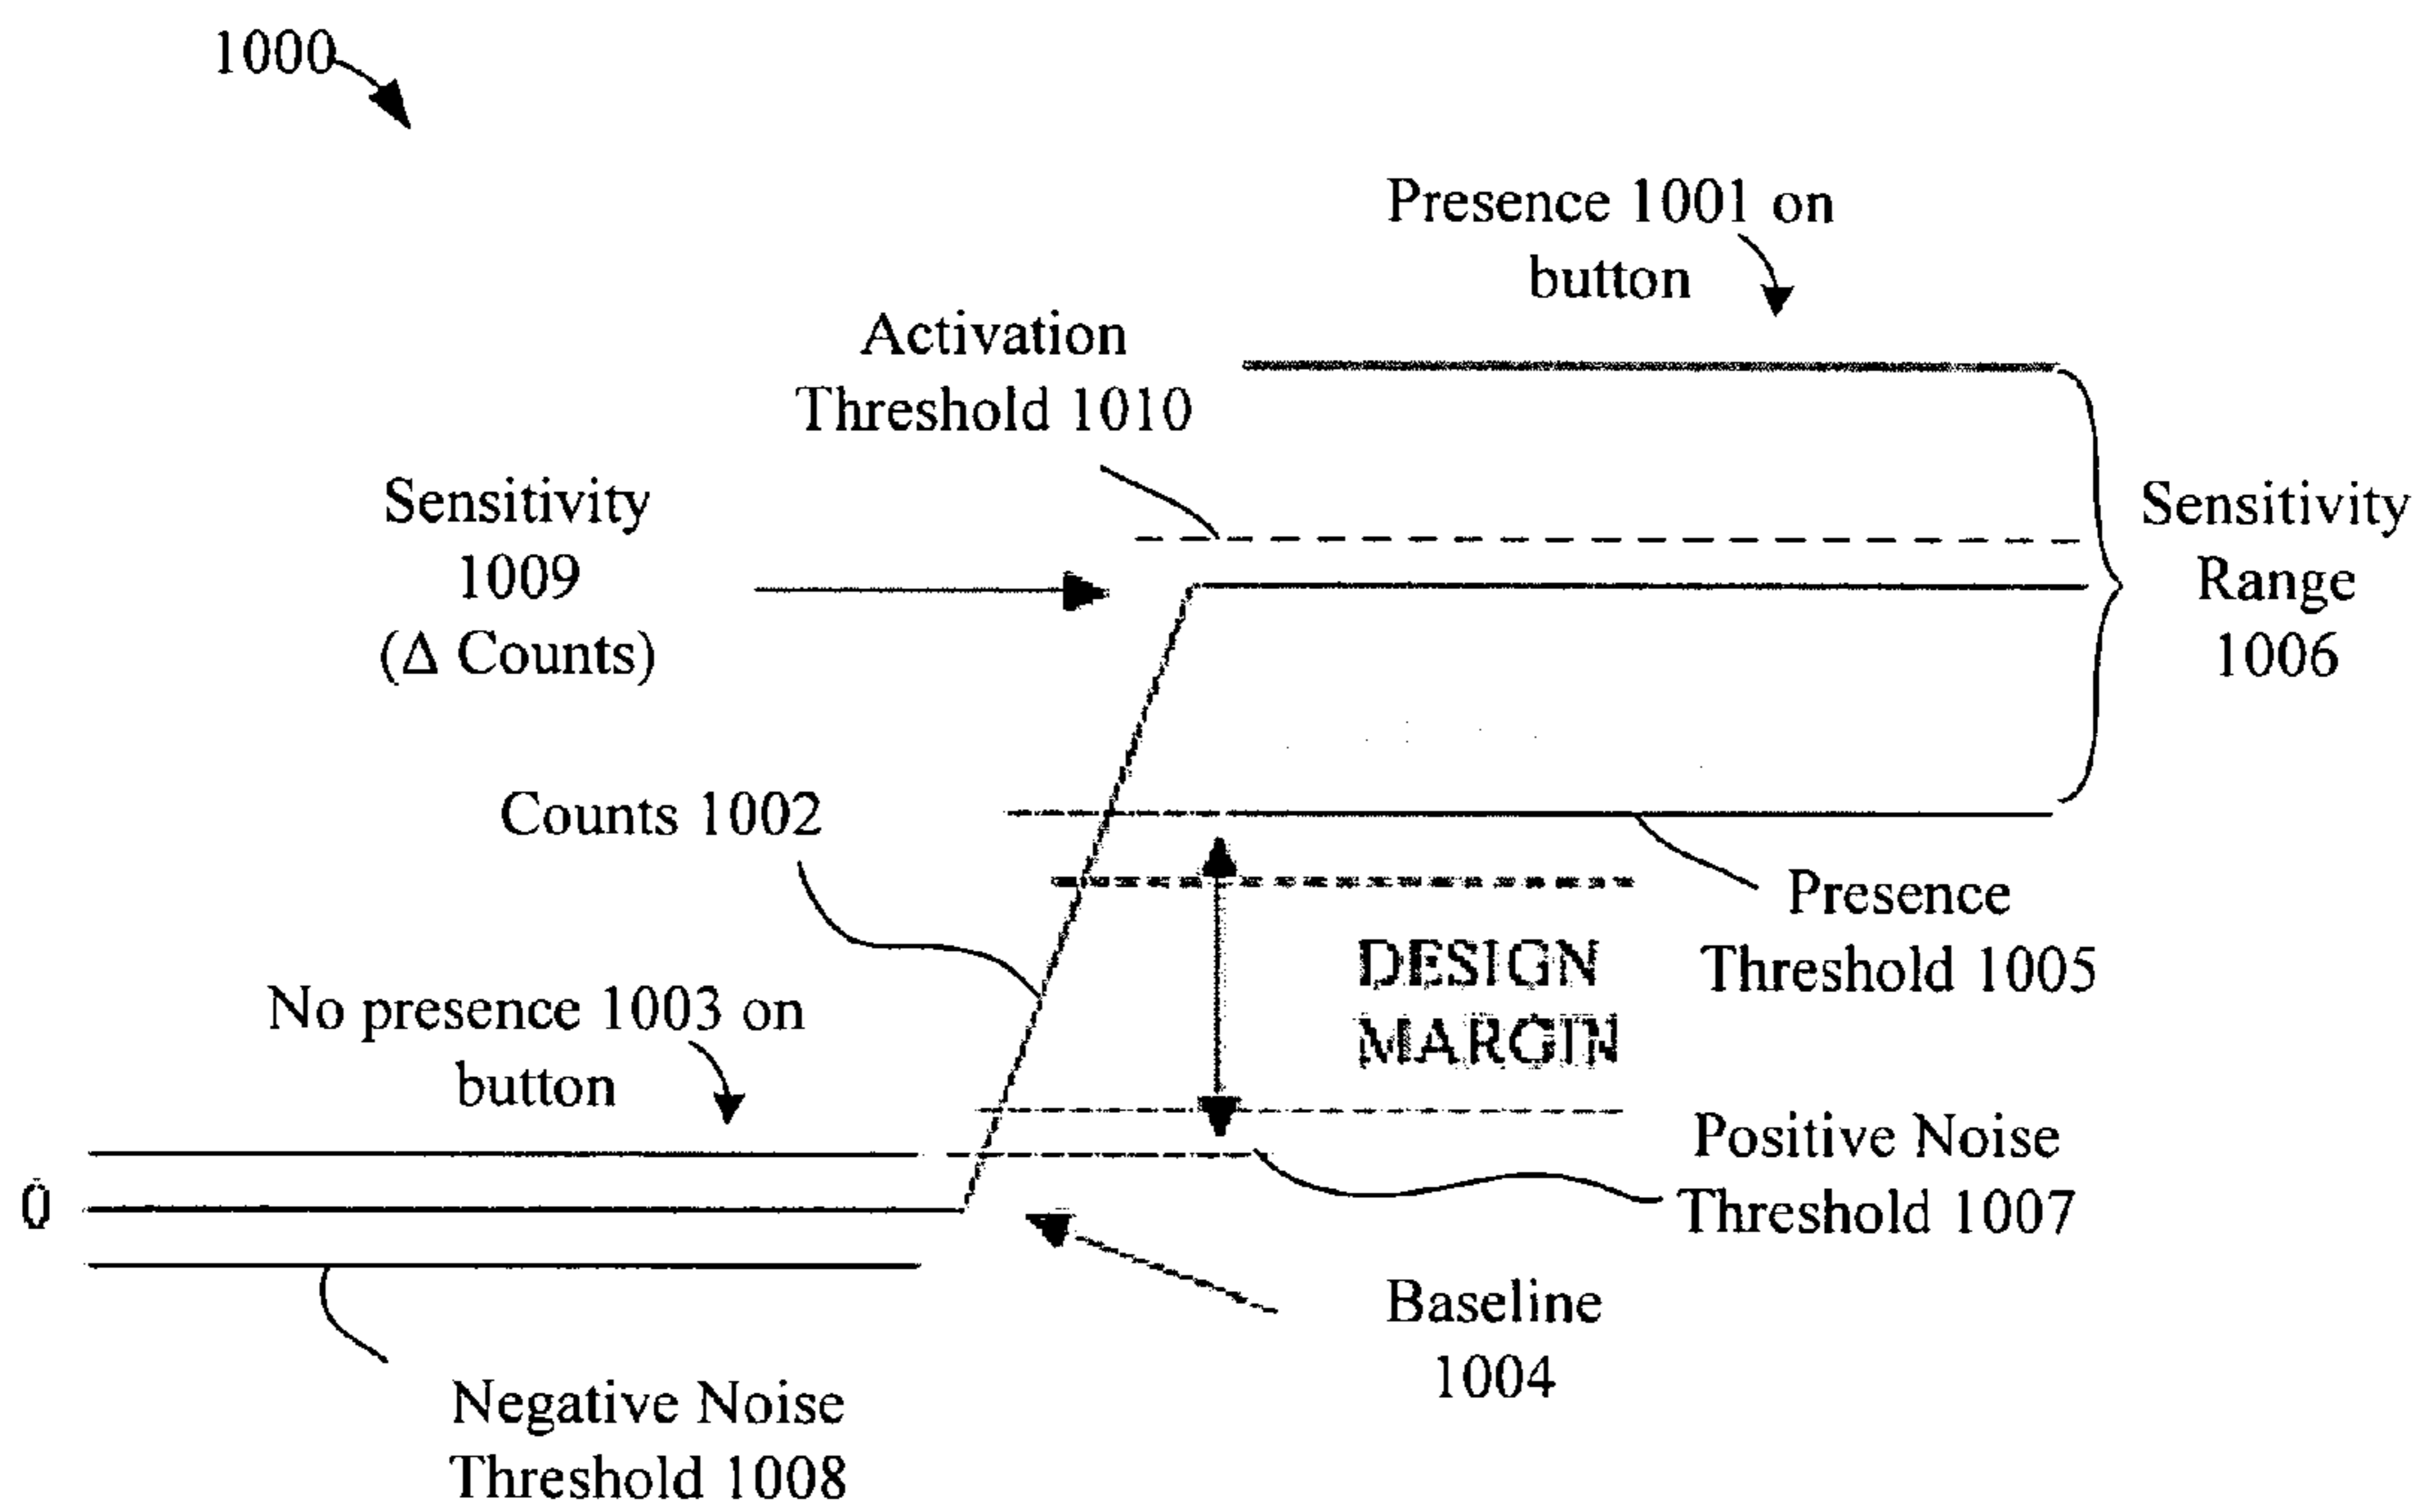 1000
Presence 1001 on
button
Activation
Threshold 1010
Sensitivity
1009
(Δ Counts)
Sensitivity
Range
1006
Counts 1002
Presence
Threshold 1005
DESIGN
MARGIN
No presence 1003 on
button
Positive Noise
Threshold 1007
0
Baseline
1004
Negative Noise
Threshold 1008